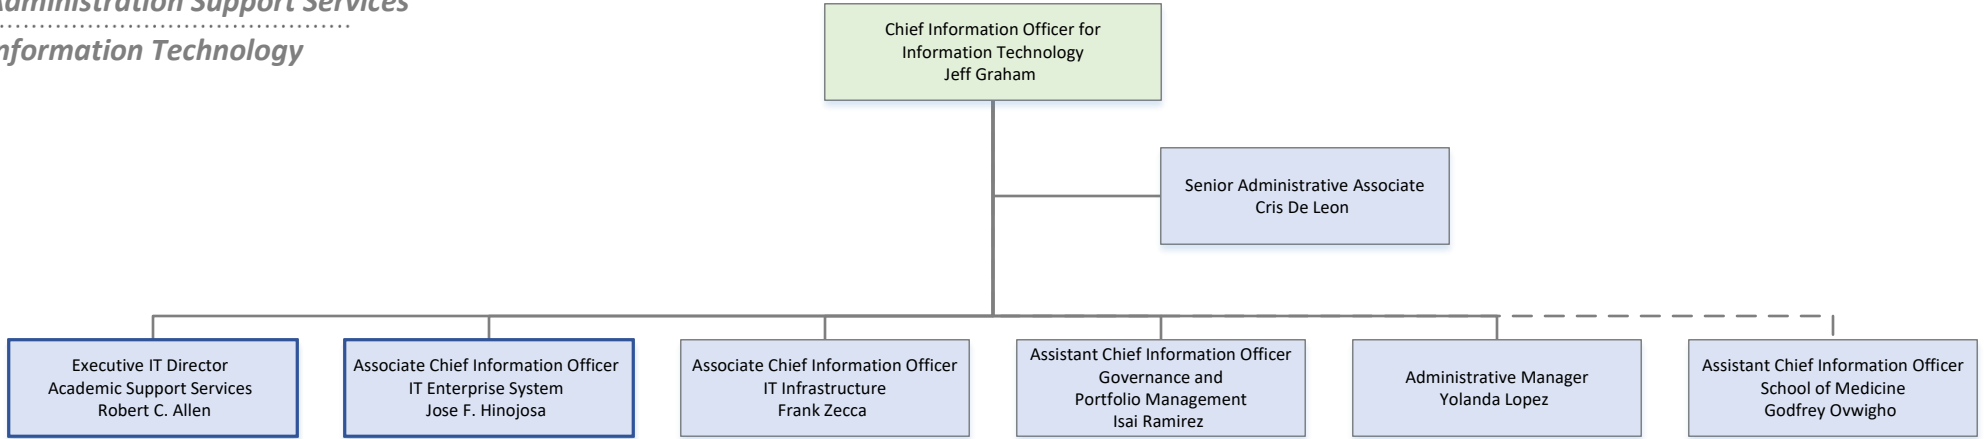 Administration Support Services
Information Technology
Chief Information Officer for
Information Technology
Jeff Graham
Senior Administrative Associate
Cris De Leon
Executive IT Director
Academic Support Services
Robert C. Allen
Associate Chief Information Officer
IT Enterprise System
Jose F. Hinojosa
Associate Chief Information Officer
IT Infrastructure
Frank Zecca
Assistant Chief Information Officer
Governance and
Portfolio Management
Isai Ramirez
Administrative Manager
Yolanda Lopez
Assistant Chief Information Officer
School of Medicine
Godfrey Ovwigho